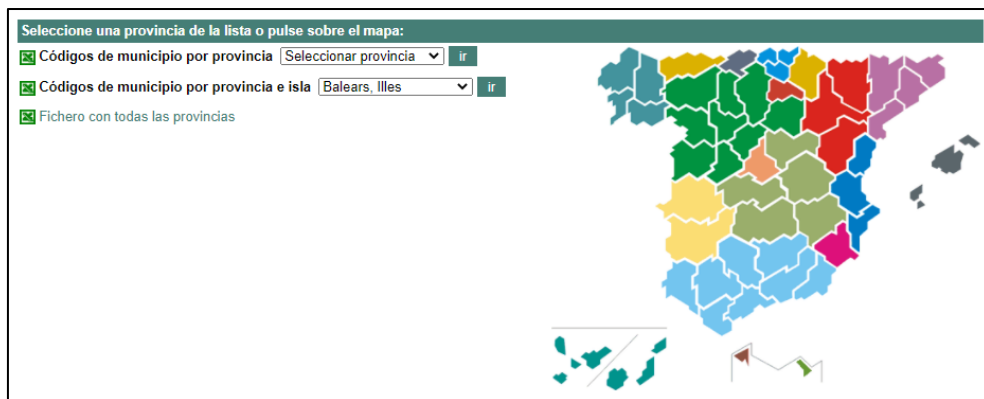 Seleccione una provincia de la lista o pulse sobre el mapa:
Códigos de municipio por provincia Seleccionar provincia ir
Códigos de municipio por provincia e isla Balears, Illes ir
Fichero con todas las provincias